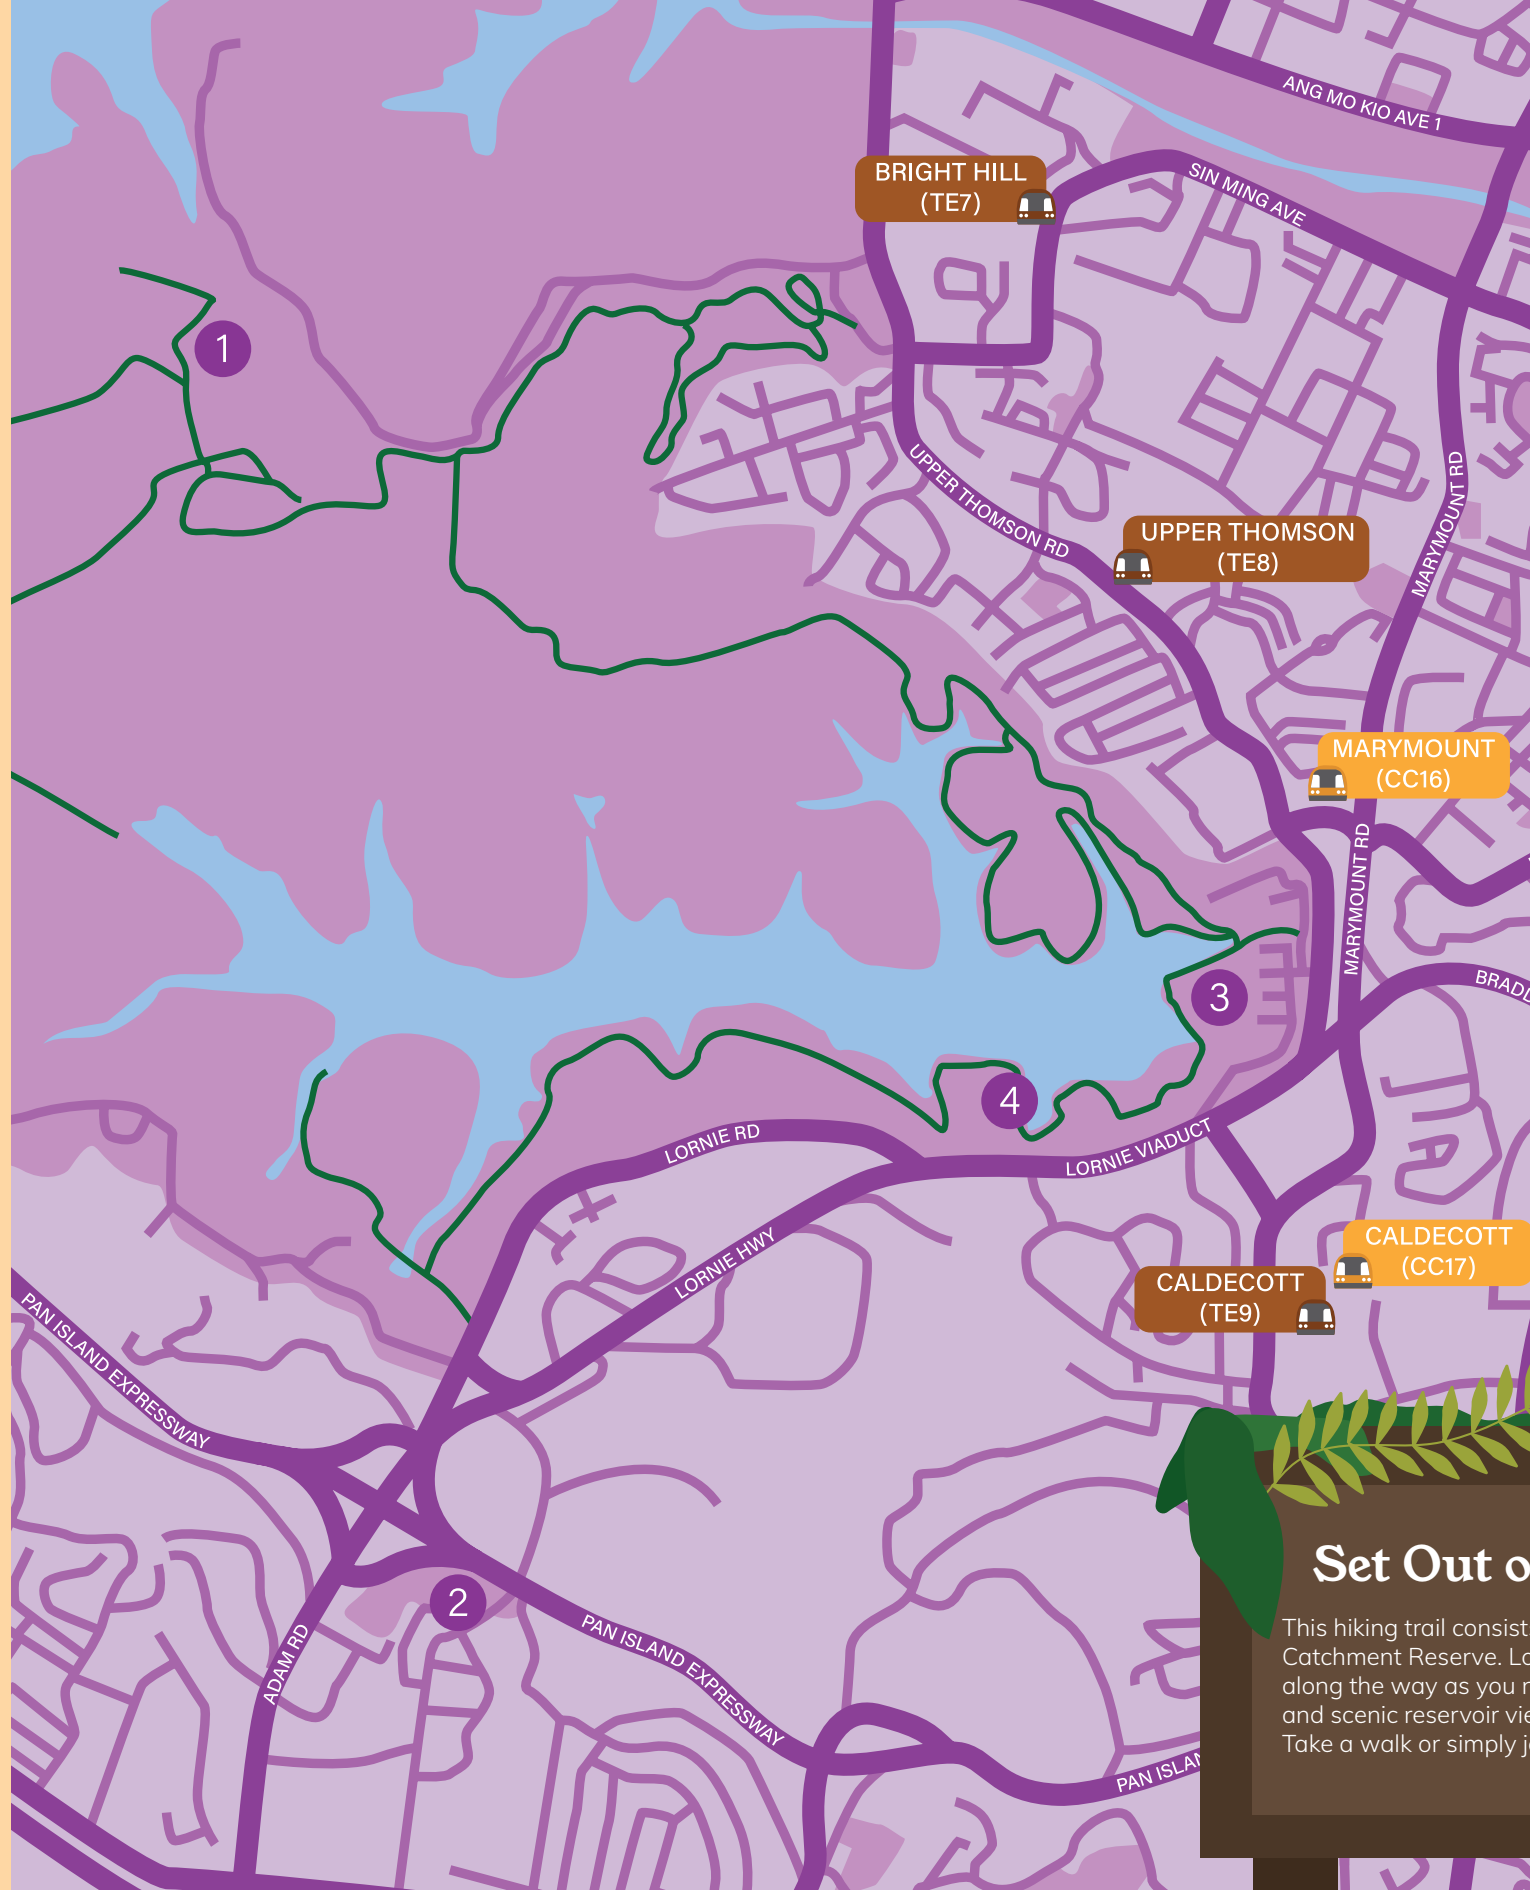 ANG MO KIO AVE 1
BRIGHT HILL
(TE7)
SIN MING AVE
1
UPPER THOMSON RD
MARYMOUNT RD
UPPER THOMSON
(TE8)
MARYMOUNT
(CC16)
MARYMOUNT RD
3
BRADD
4
LORNIE RD
LORNIE VIADUCT
LORNIE HWY
CALDECOTT
(CC17)
CALDECOTT
(TE9)
PAN ISLAND EXPRESSWAY
2
ADAM RD
PAN ISLAND EXPRESSWAY
PAN ISLAN
Set Out o
This hiking trail consist
Catchment Reserve. Lo
along the way as you
and scenic reservoir vie
Take a walk or simply